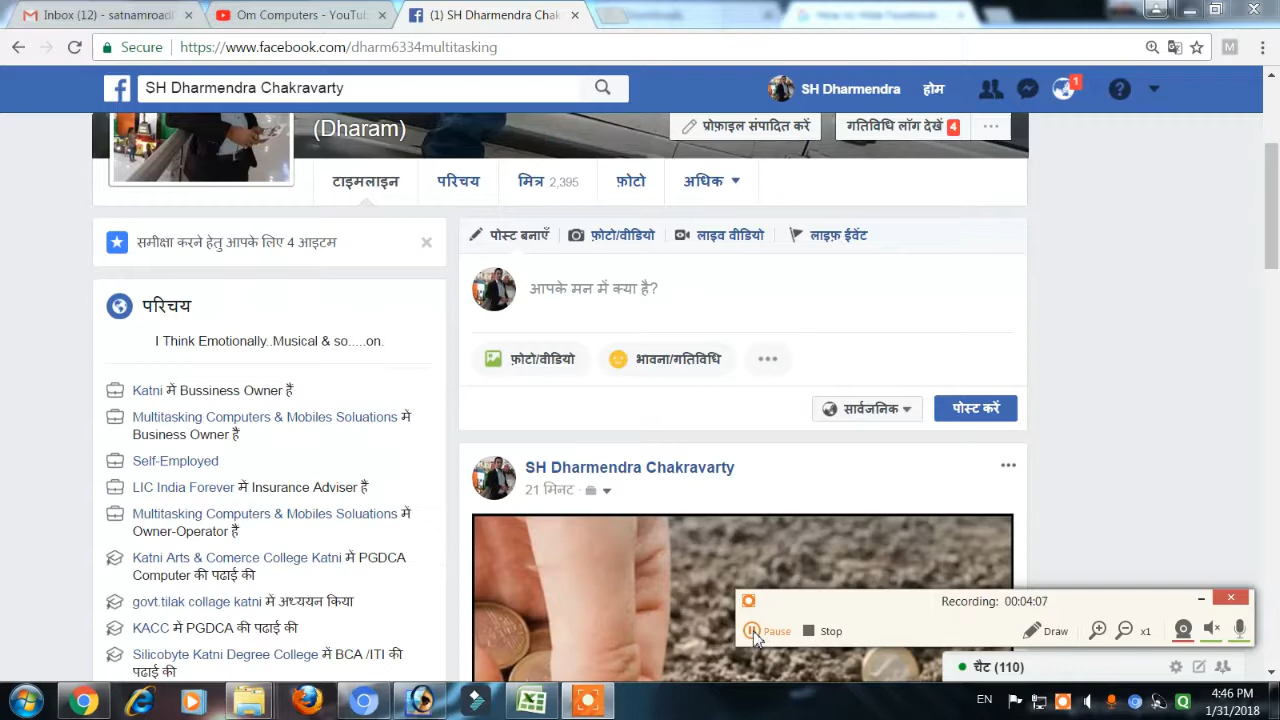 Inbox (12) - satnamroadi
Om Computers - YouTub
(1) SH Dharmendra Chak
Secure https://www.facebook.com/dharm6334multitasking
SH Dharmendra Chakravarty
SH Dharmendra होम
1
(Dharam)
प्रोफ़ाइल संपादित करें
गतिविधि लॉग देखें 4
टाइमलाइन परिचय मित्र 2,395 फ़ोटो अधिक
समीक्षा करने हेतु आपके लिए 4 आइटम
पोस्ट बनाएँ फ़ोटो/वीडियो लाइव वीडियो लाइफ़ ईवेंट
आपके मन में क्या है?
परिचय
I Think Emotionally..Musical & so.....on.
फ़ोटो/वीडियो भावना/गतिविधि
Katni में Bussiness Owner हैं
Multitasking Computers & Mobiles Soluations में
Business Owner हैं
सार्वजनिक पोस्ट करें
Self-Employed
LIC India Forever में Insurance Adviser है
Multitasking Computers & Mobiles Soluations में
Owner-Operator हैं
Katni Arts & Comerce College Katni में PGDCA
Computer की पढाई की
govt.tilak collage katni में अध्ययन किया
KACC में PGDCA की पढाई की
Silicobyte Katni Degree College में BCA /ITI की
पढाई की
SH Dharmendra Chakravarty
21 मिनट
Recording: 00:04:07
Pause Stop Draw x1
चैट (110)
EN
4:46 PM
1/31/2018